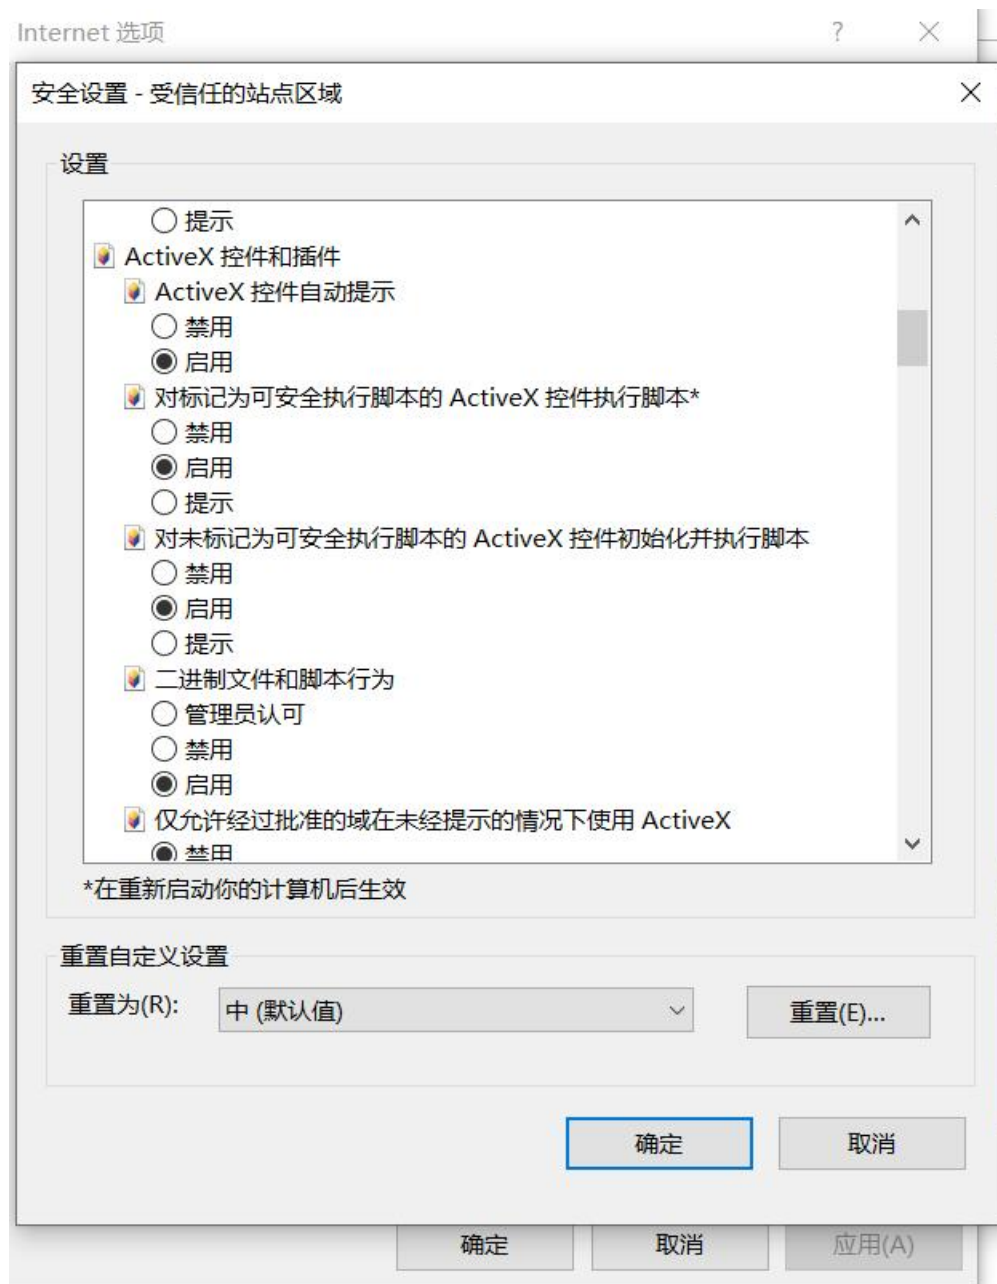 Internet 选项
安全设置 - 受信任的站点区域
设置
提示
ActiveX 控件和插件
ActiveX 控件自动提示
禁用
启用
对标记为可安全执行脚本的 ActiveX 控件执行脚本*
禁用
启用
提示
对未标记为可安全执行脚本的 ActiveX 控件初始化并执行脚本
禁用
启用
提示
二进制文件和脚本行为
管理员认可
禁用
启用
仅允许经过批准的域在未经提示的情况下使用 ActiveX
禁用
*在重新启动你的计算机后生效
重置自定义设置
重置为(R): 中 (默认值) 重置(E)...
确定 取消
确定 取消 应用(A)